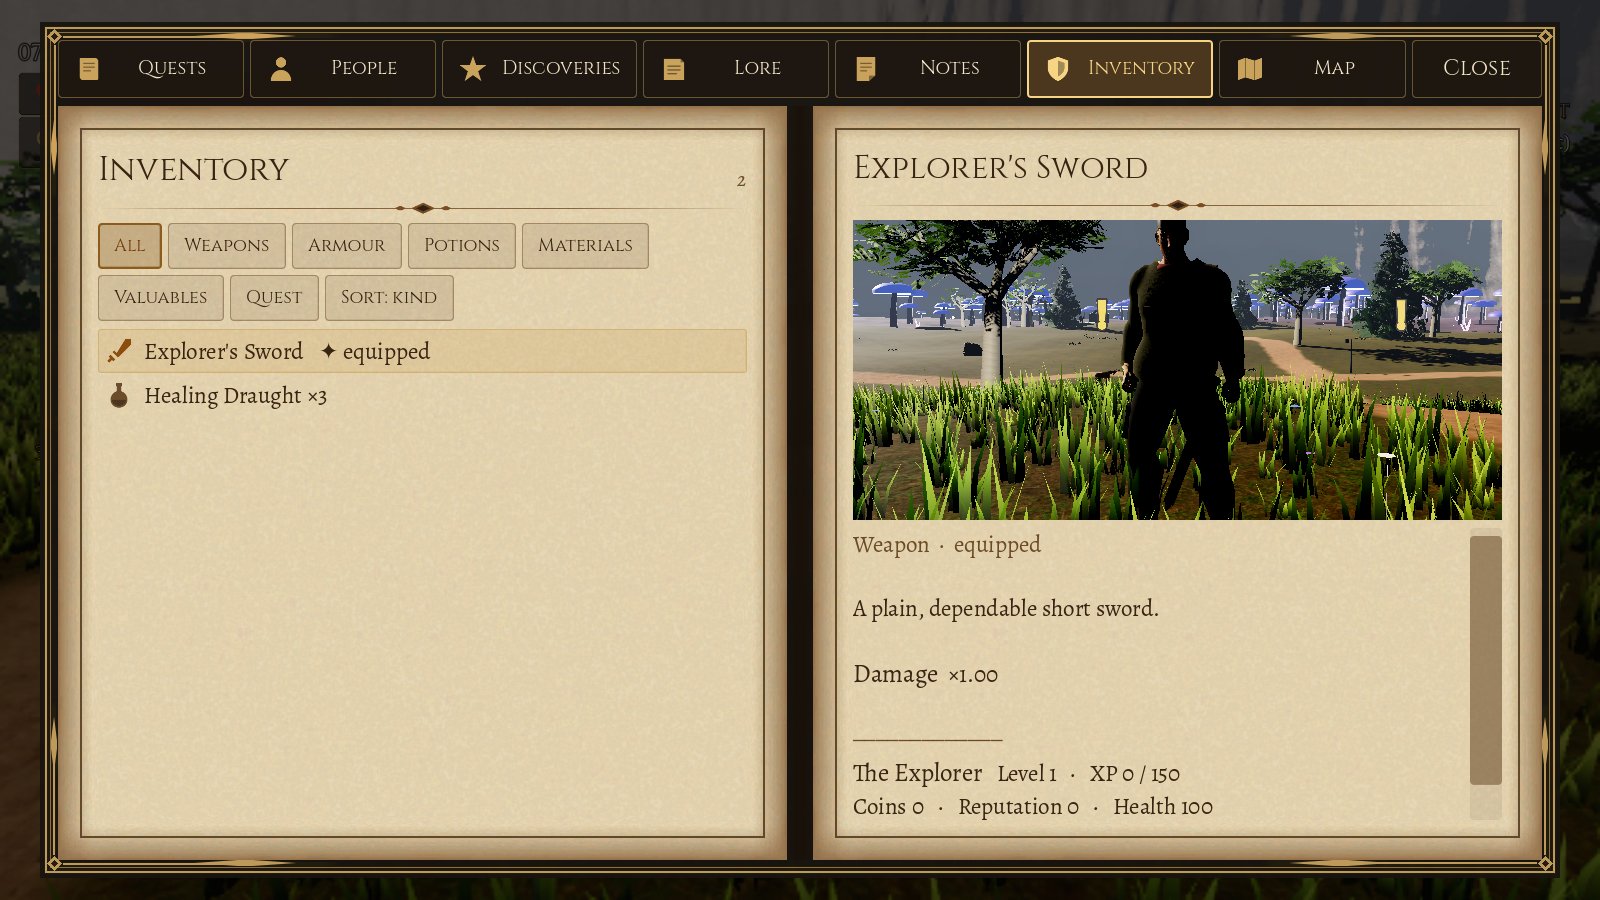 QUESTS
PEOPLE
DISCOVERIES
LORE
NOTES
INVENTORY
MAP
CLOSE
INVENTORY
2
ALL
WEAPONS
ARMOUR
POTIONS
MATERIALS
VALUABLES
QUEST
SORT: KIND
Explorer's Sword ✦ equipped
Healing Draught ×3
EXPLORER'S SWORD
Weapon · equipped
A plain, dependable short sword.
Damage ×1.00
The Explorer Level 1 · XP 0 / 150
Coins 0 · Reputation 0 · Health 100